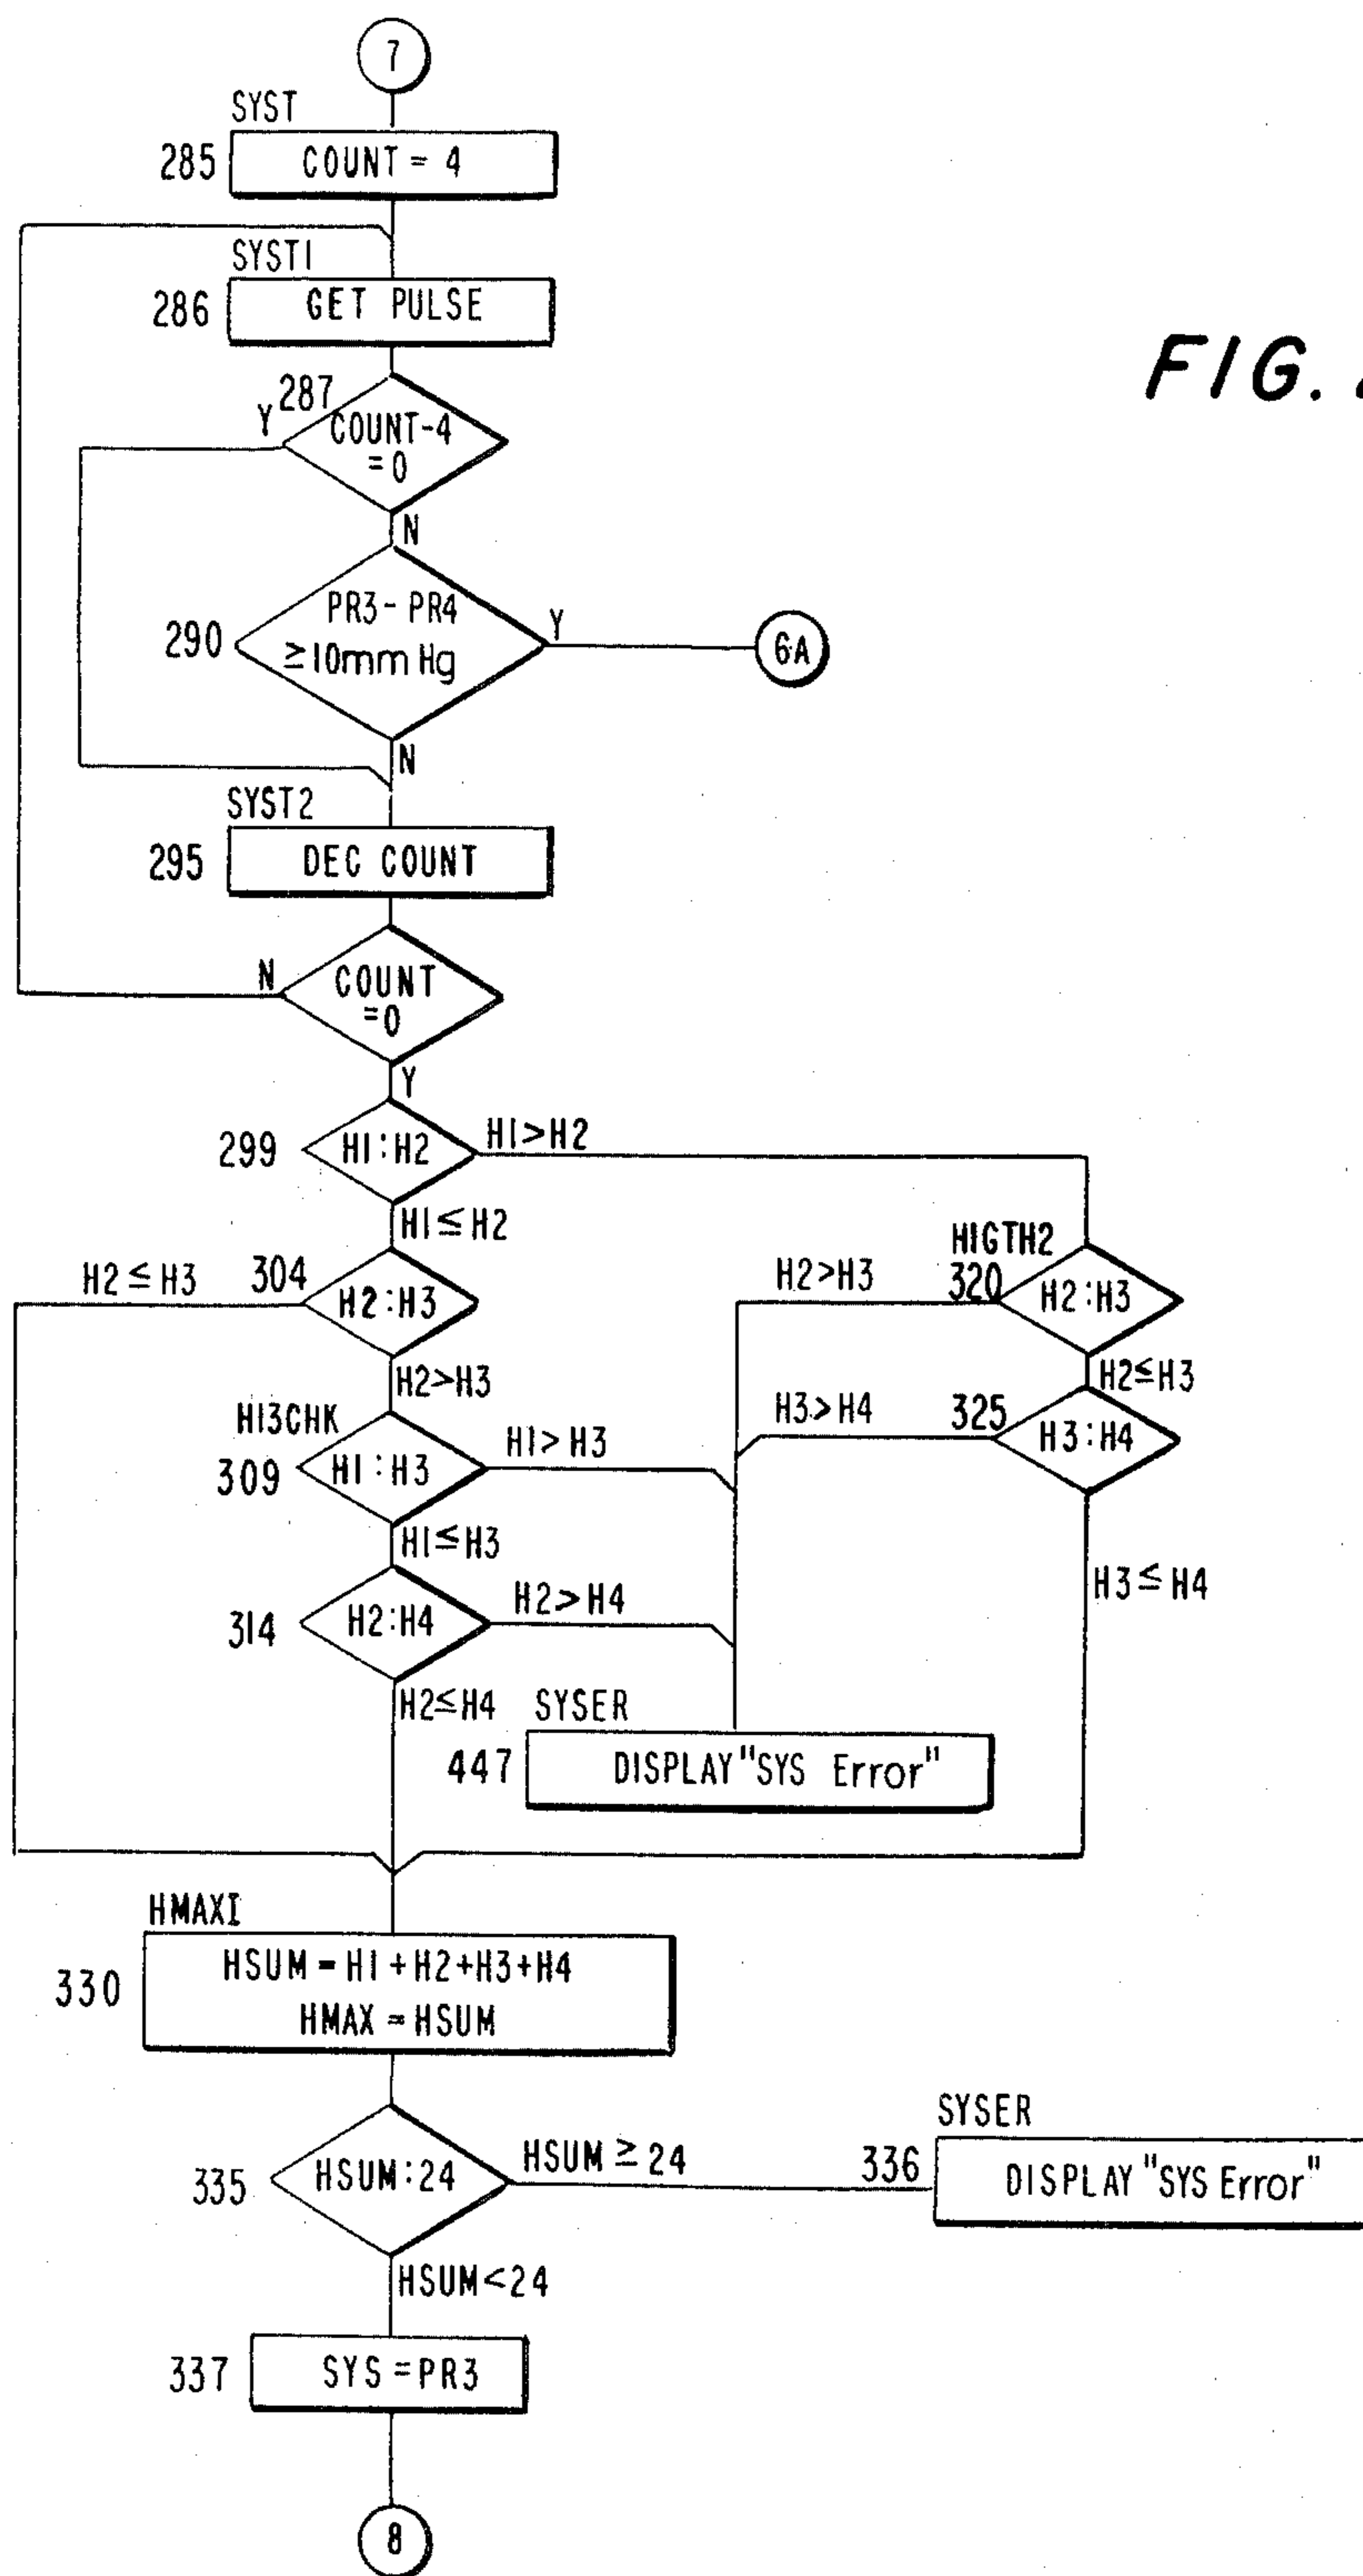 7
SYST
285
COUNT = 4
SYST1
286
GET PULSE
FIG.
287
Y
COUNT-4
=0
N
290
PR3-PR4
≥10mm Hg
Y
6A
N
SYST2
295
DEC COUNT
N
COUNT
=0
Y
299
H1:H2
H1>H2
H1≤H2
H2≤H3
304
H2:H3
H2>H3
H1GTH2
320
H2:H3
H2>H3
H2≤H3
H13CHK
309
H1:H3
H1>H3
H3>H4
325
H3:H4
H1≤H3
H3≤H4
314
H2:H4
H2>H4
H2≤H4
SYSER
447
DISPLAY "SYS Error"
HMAX1
330
HSUM = H1+H2+H3+H4
HMAX = HSUM
335
HSUM:24
HSUM ≥ 24
SYSER
336
DISPLAY "SYS Error"
HSUM<24
337
SYS = PR3
8